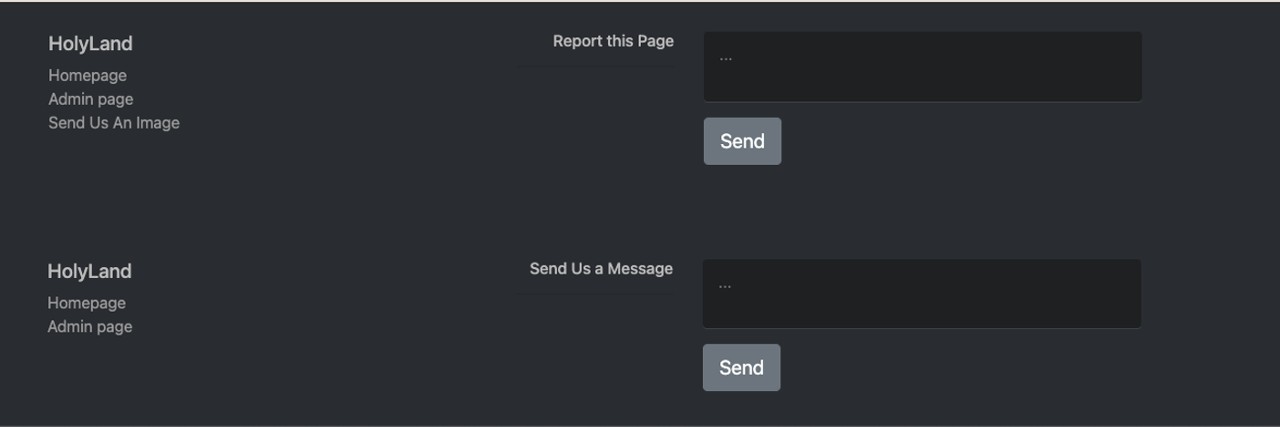 HolyLand
Homepage
Admin page
Send Us An Image
Report this Page
...
Send
HolyLand
Homepage
Admin page
Send Us a Message
...
Send